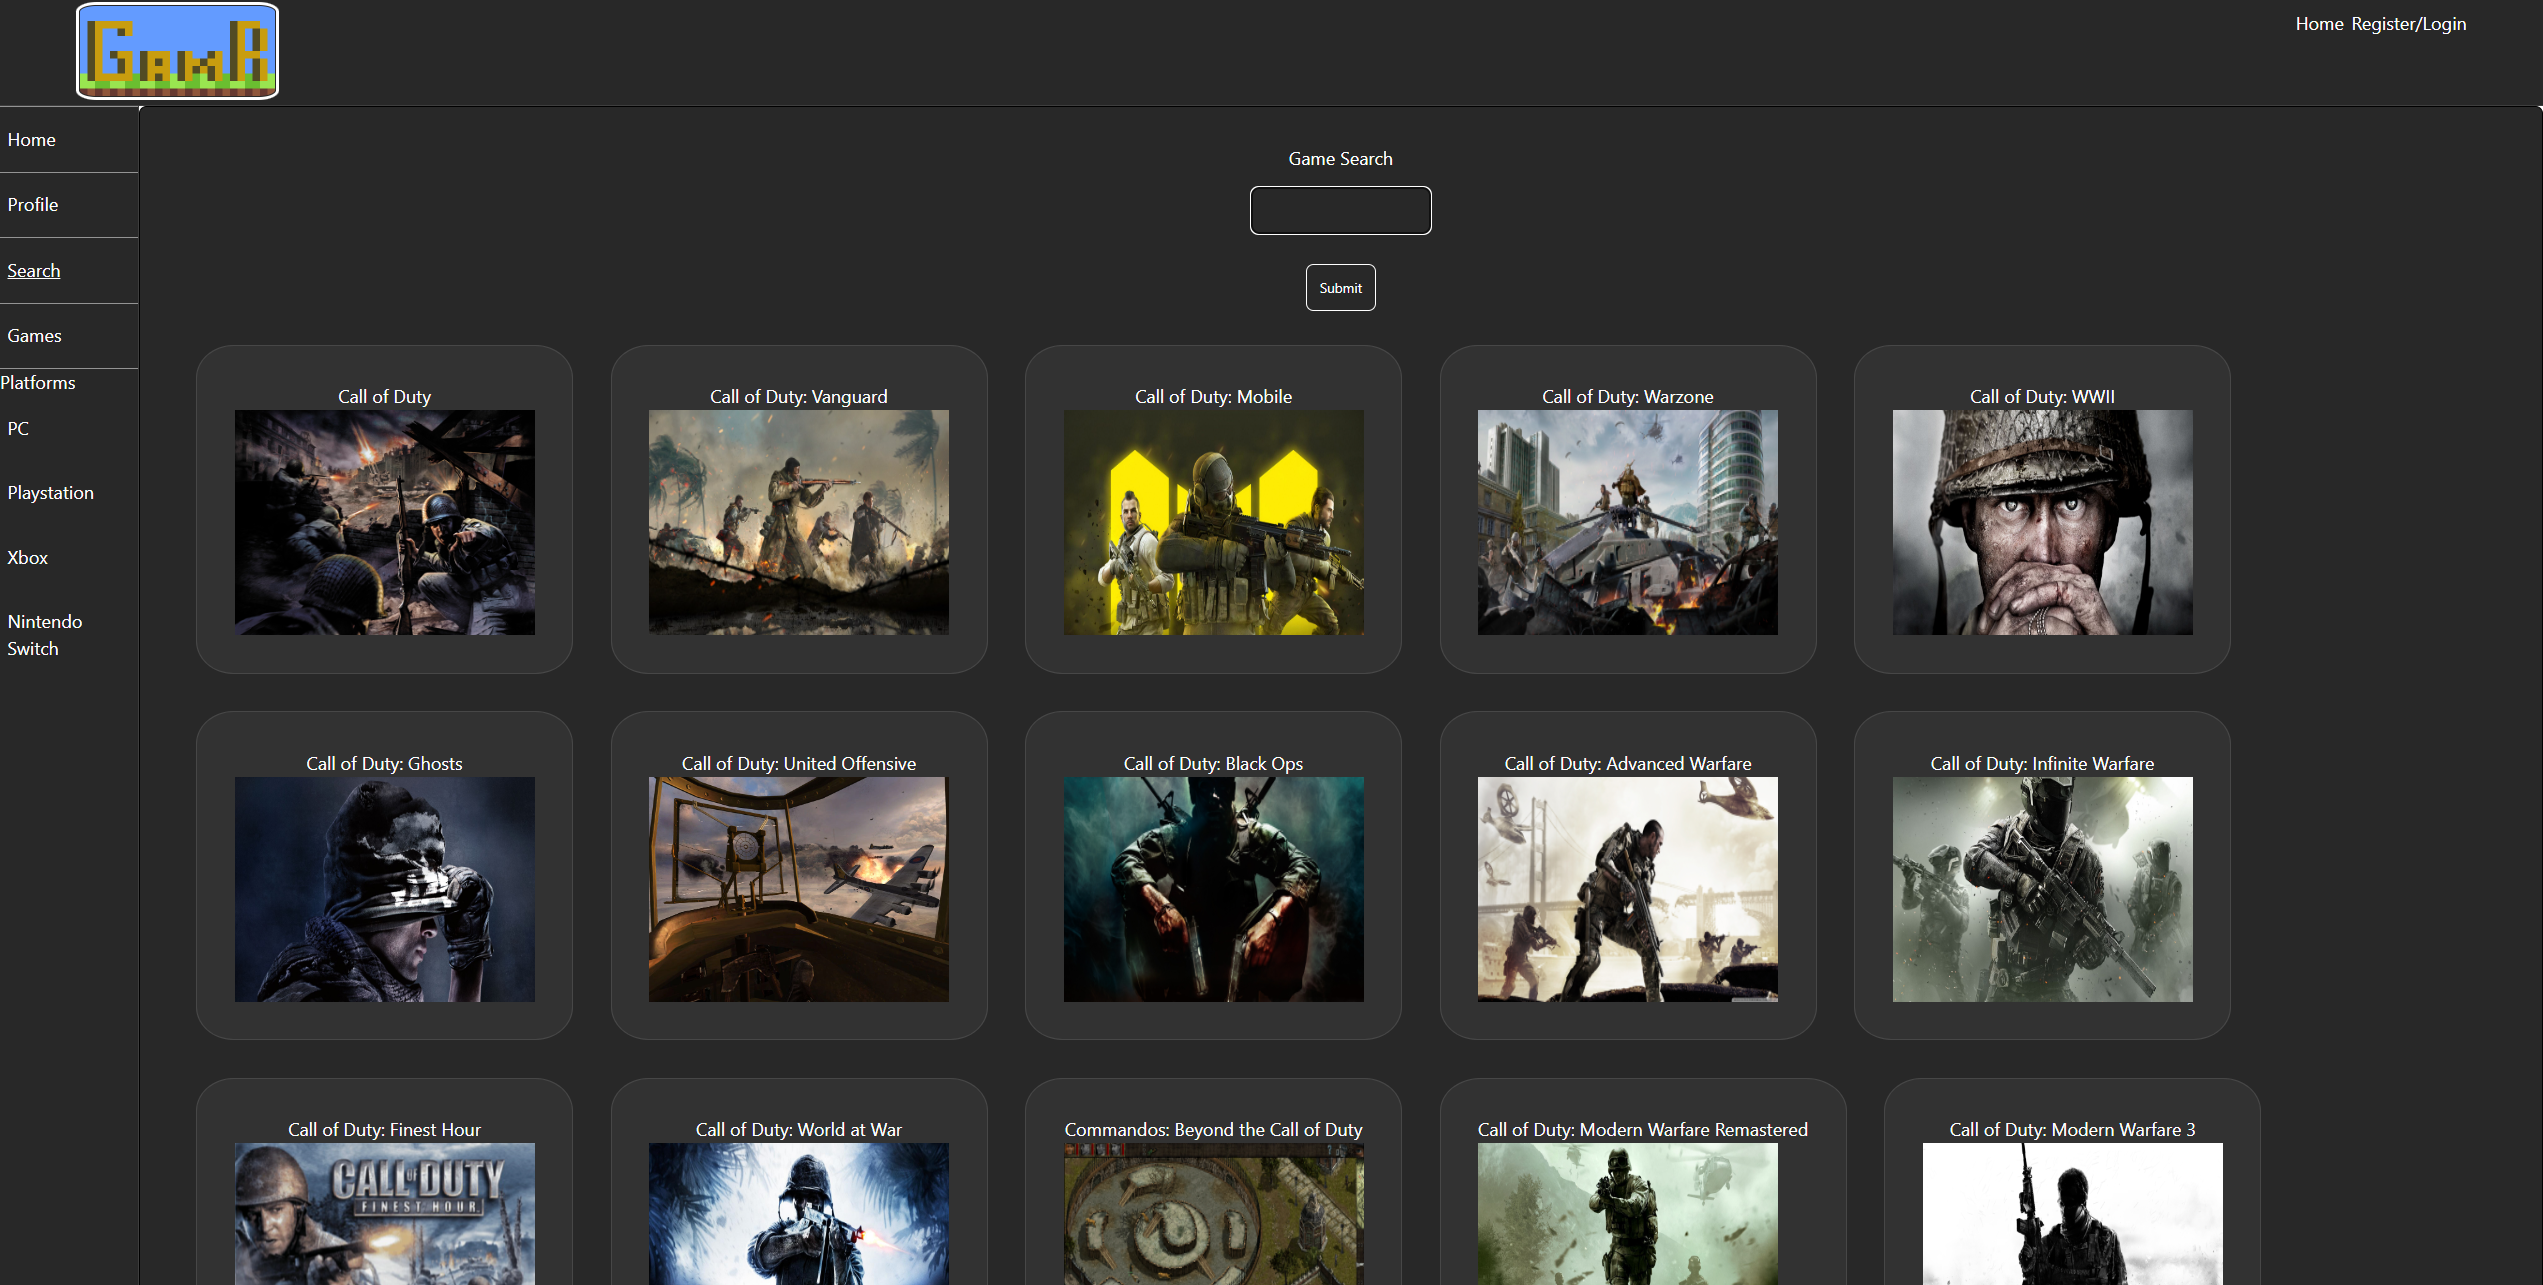 GamR
Home Register/Login
Home
Profile
Search
Games
Platforms
PC
Playstation
Xbox
Nintendo
Switch
Game Search
Submit
Call of Duty
Call of Duty: Vanguard
Call of Duty: Mobile
Call of Duty: Warzone
Call of Duty: WWII
Call of Duty: Ghosts
Call of Duty: United Offensive
Call of Duty: Black Ops
Call of Duty: Advanced Warfare
Call of Duty: Infinite Warfare
Call of Duty: Finest Hour
Call of Duty: World at War
Commandos: Beyond the Call of Duty
Call of Duty: Modern Warfare Remastered
Call of Duty: Modern Warfare 3
CALL OF DUTY
FINEST HOUR